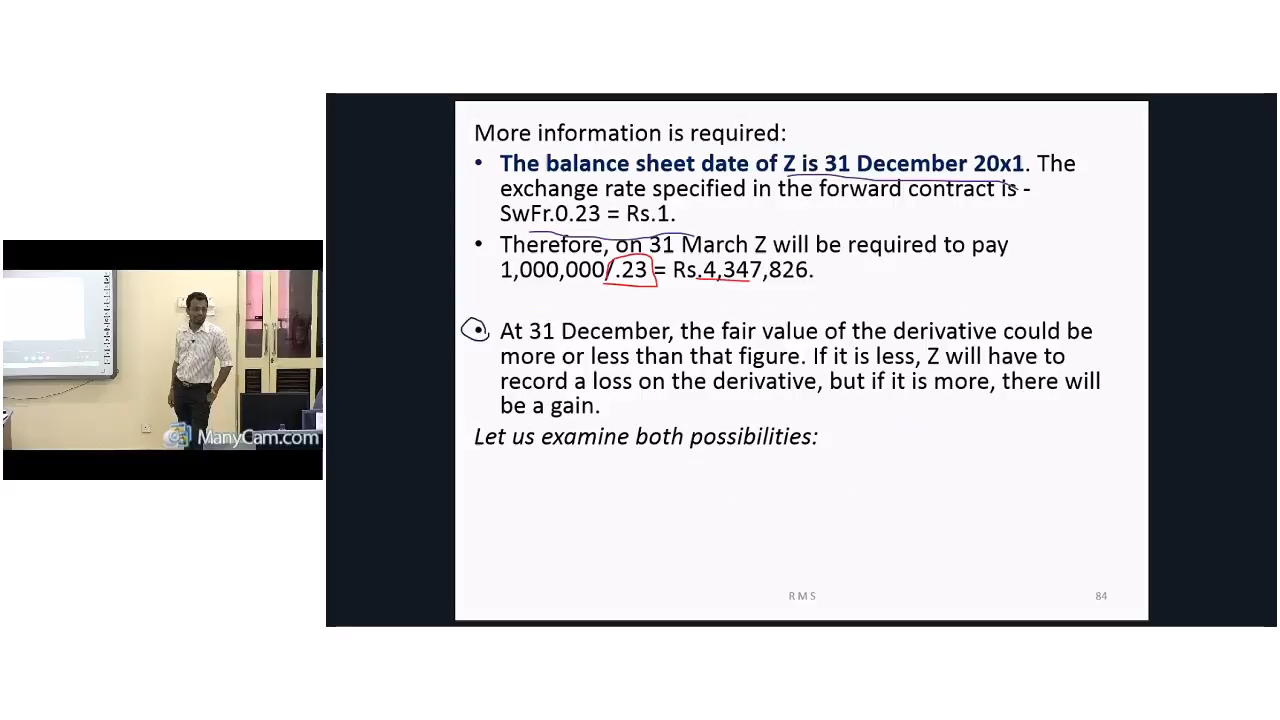 More information is required:
• The balance sheet date of Z is 31 December 20x1. The
exchange rate specified in the forward contract is -
SwFr.0.23 = Rs.1.
• Therefore, on 31 March Z will be required to pay
1,000,000/.23 = Rs.4,347,826.
• At 31 December, the fair value of the derivative could be
more or less than that figure. If it is less, Z will have to
record a loss on the derivative, but if it is more, there will
be a gain.
Let us examine both possibilities:
R M S
84
ManyCam.com